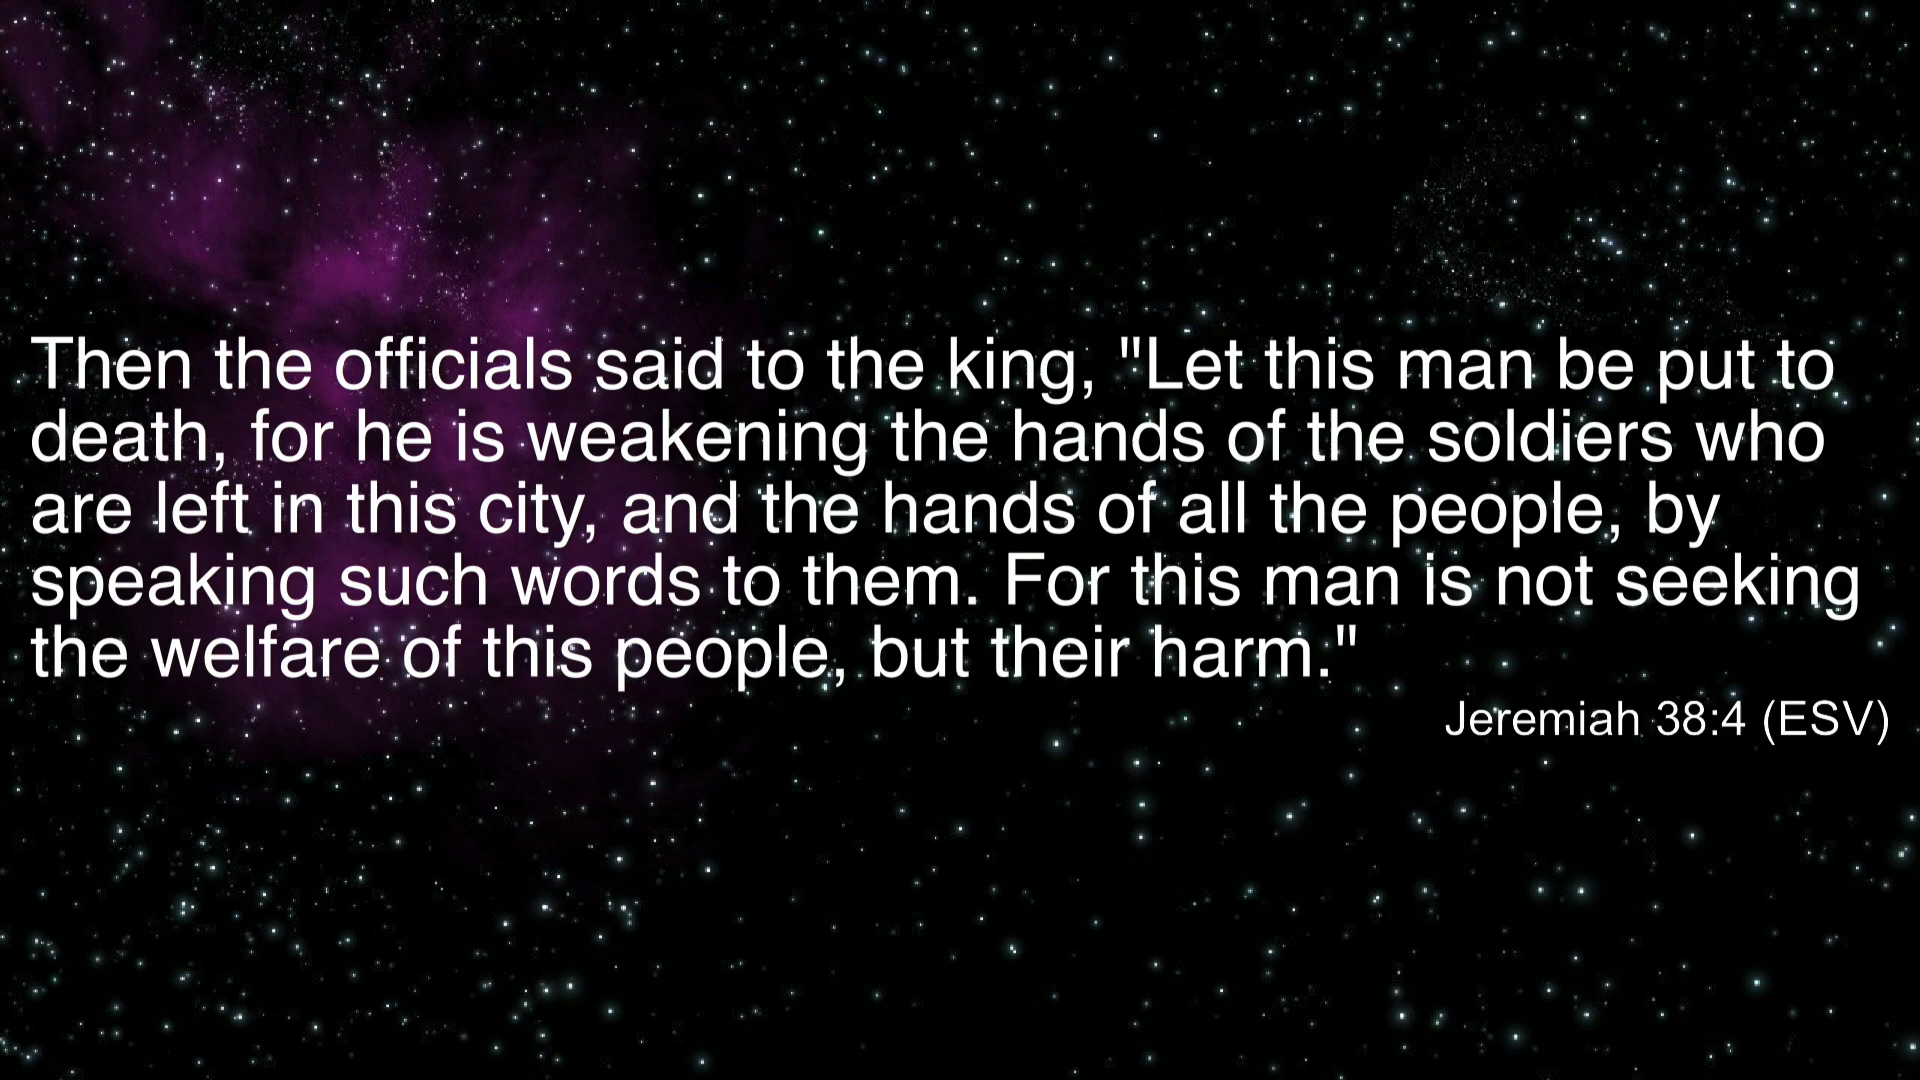 Then the officials said to the king, "Let this man be put to
death, for he is weakening the hands of the soldiers who
are left in this city, and the hands of all the people, by
speaking such words to them. For this man is not seeking
the welfare of this people, but their harm."
Jeremiah 38:4 (ESV)